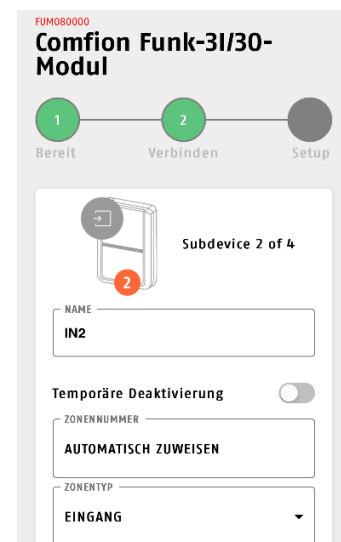 FUM080000
Comfion Funk-3I/3O-
Modul
1
2
Bereit
Verbinden
Setup
Subdevice 2 of 4
2
NAME
IN2
Temporäre Deaktivierung
ZONENNUMMER
AUTOMATISCH ZUWEISEN
ZONENTYP
EINGANG